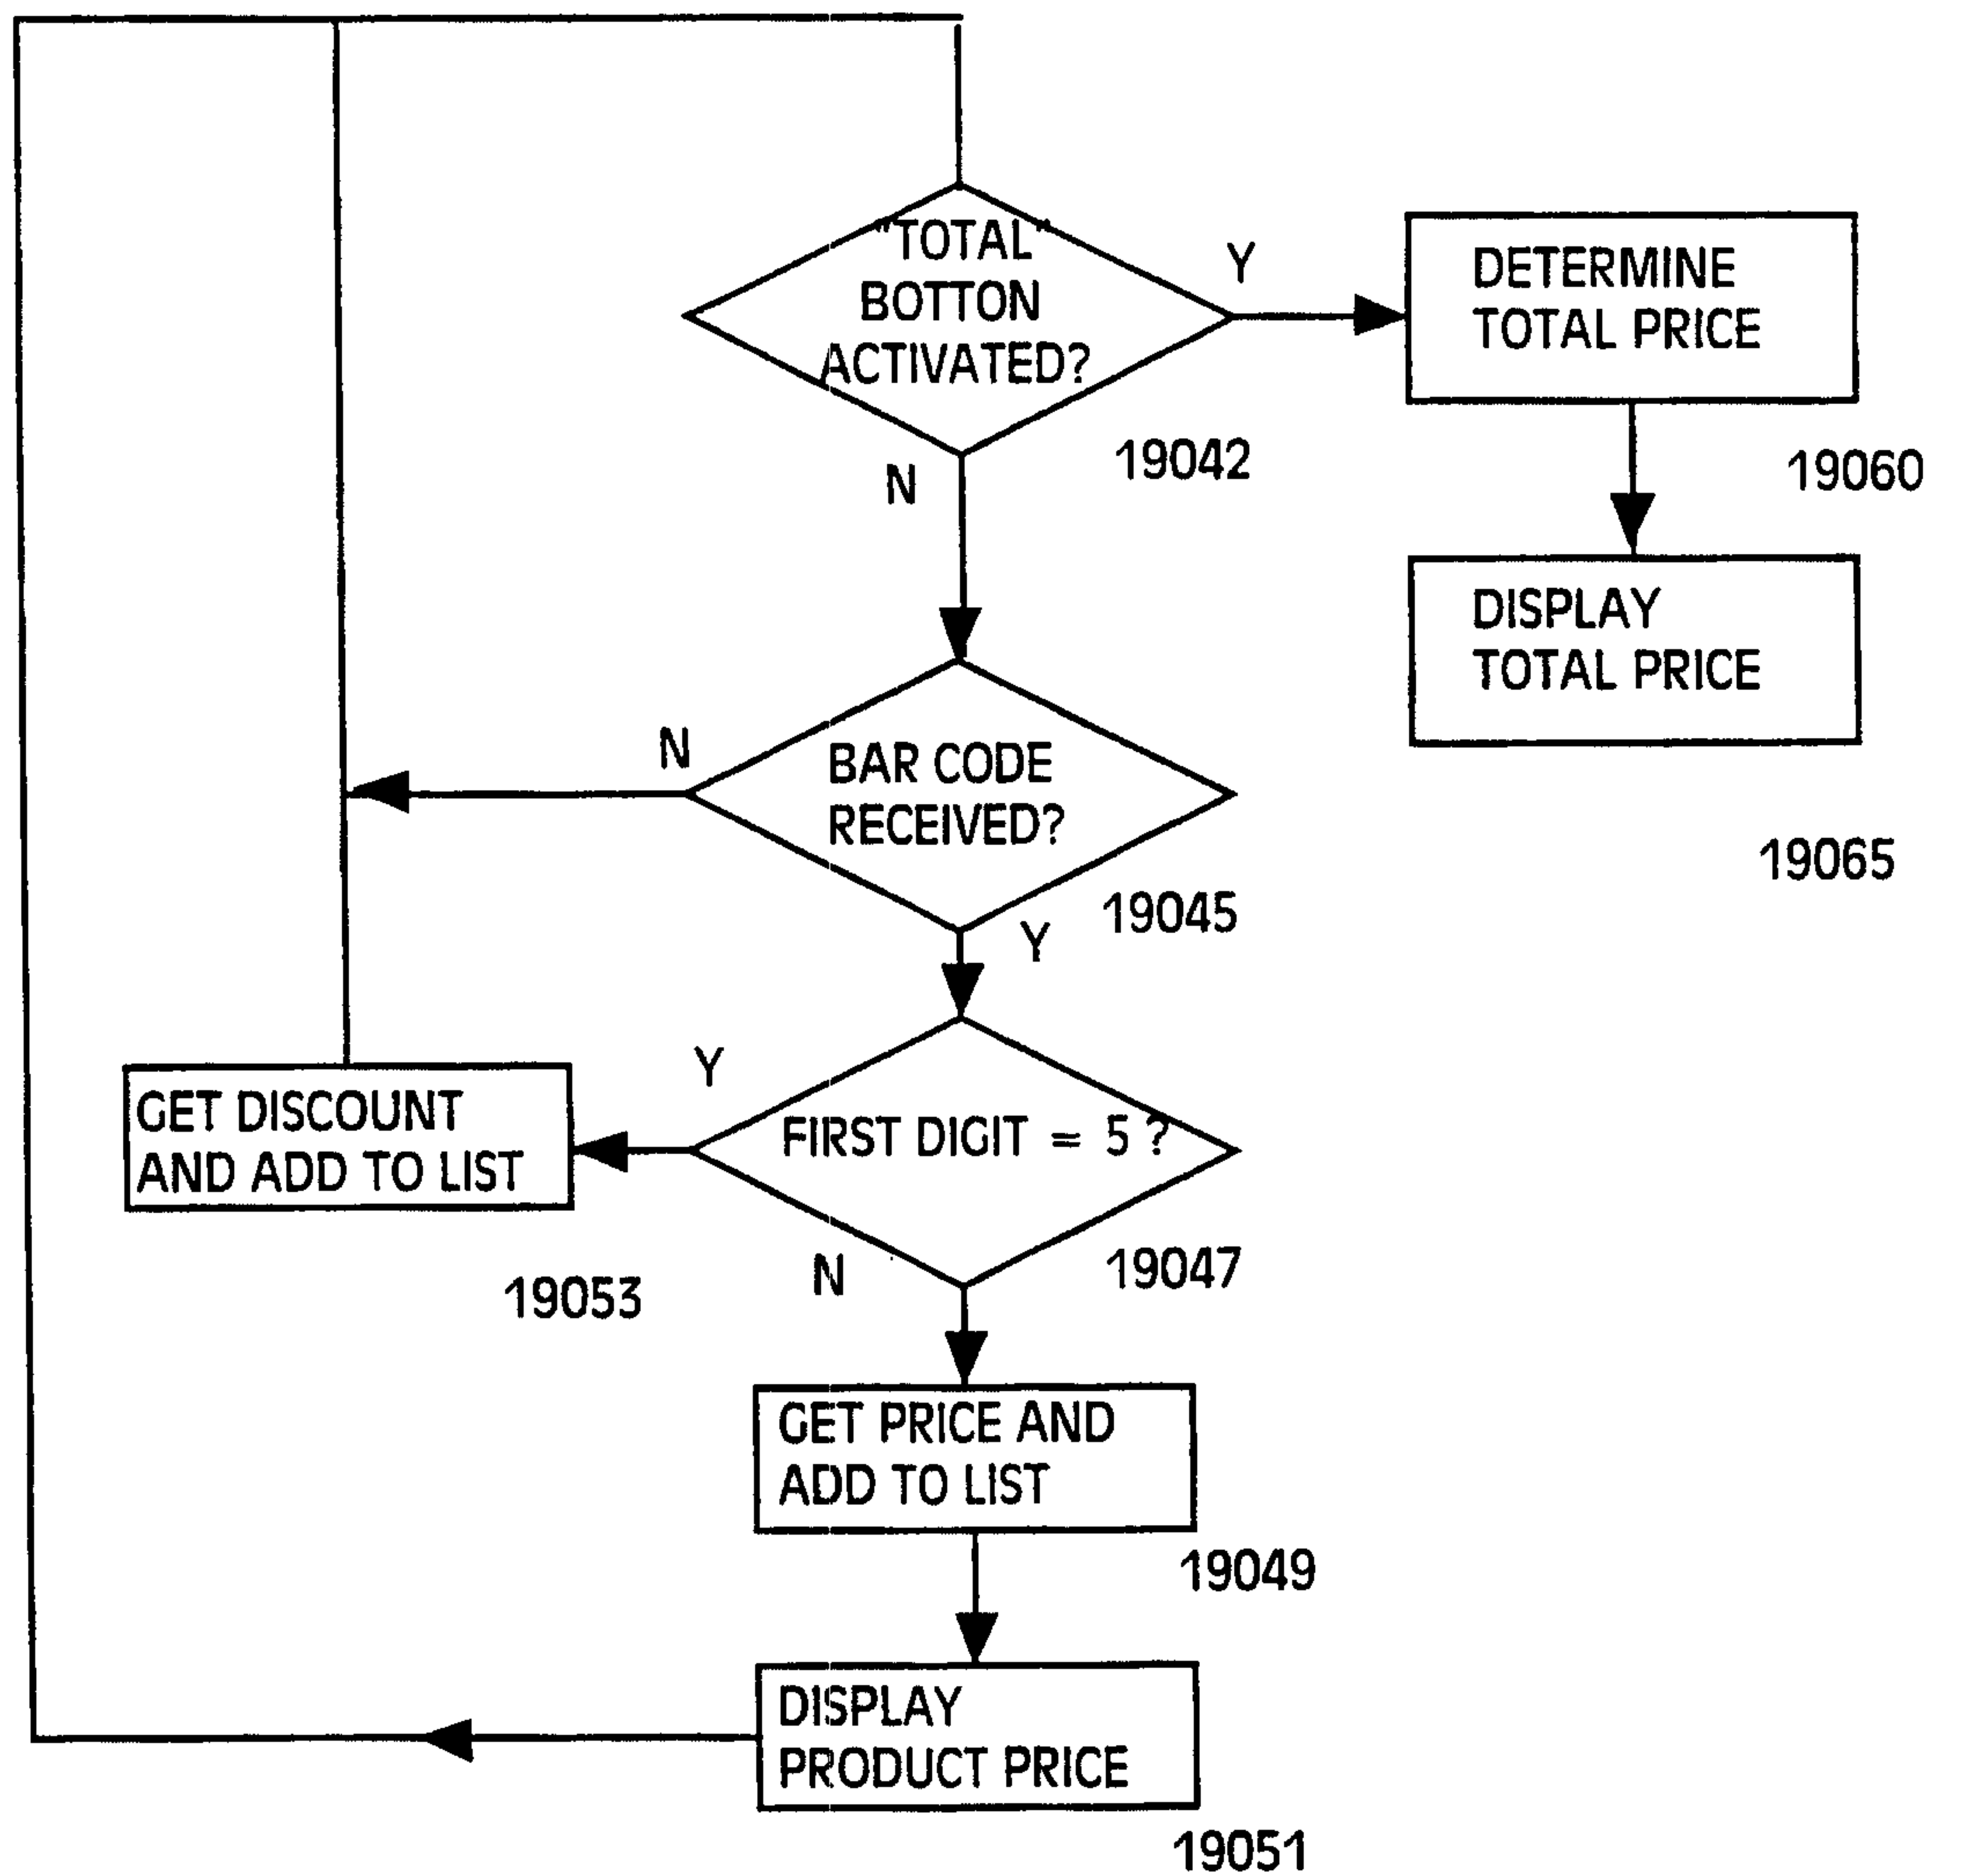 "TOTAL"
BOTTON
ACTIVATED?
Y
N
19042
DETERMINE
TOTAL PRICE
19060
DISPLAY
TOTAL PRICE
19065
BAR CODE
RECEIVED?
N
Y
19045
FIRST DIGIT = 5 ?
Y
N
19047
GET DISCOUNT
AND ADD TO LIST
19053
GET PRICE AND
ADD TO LIST
19049
DISPLAY
PRODUCT PRICE
19051